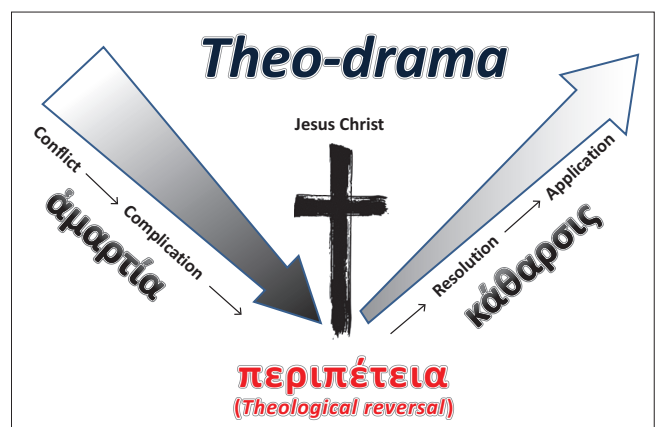 Theo-drama
Jesus Christ
Conflict → Complication →
ἁμαρτία
→ Resolution → Application
κάθαρσις
περιπέτεια
(Theological reversal)